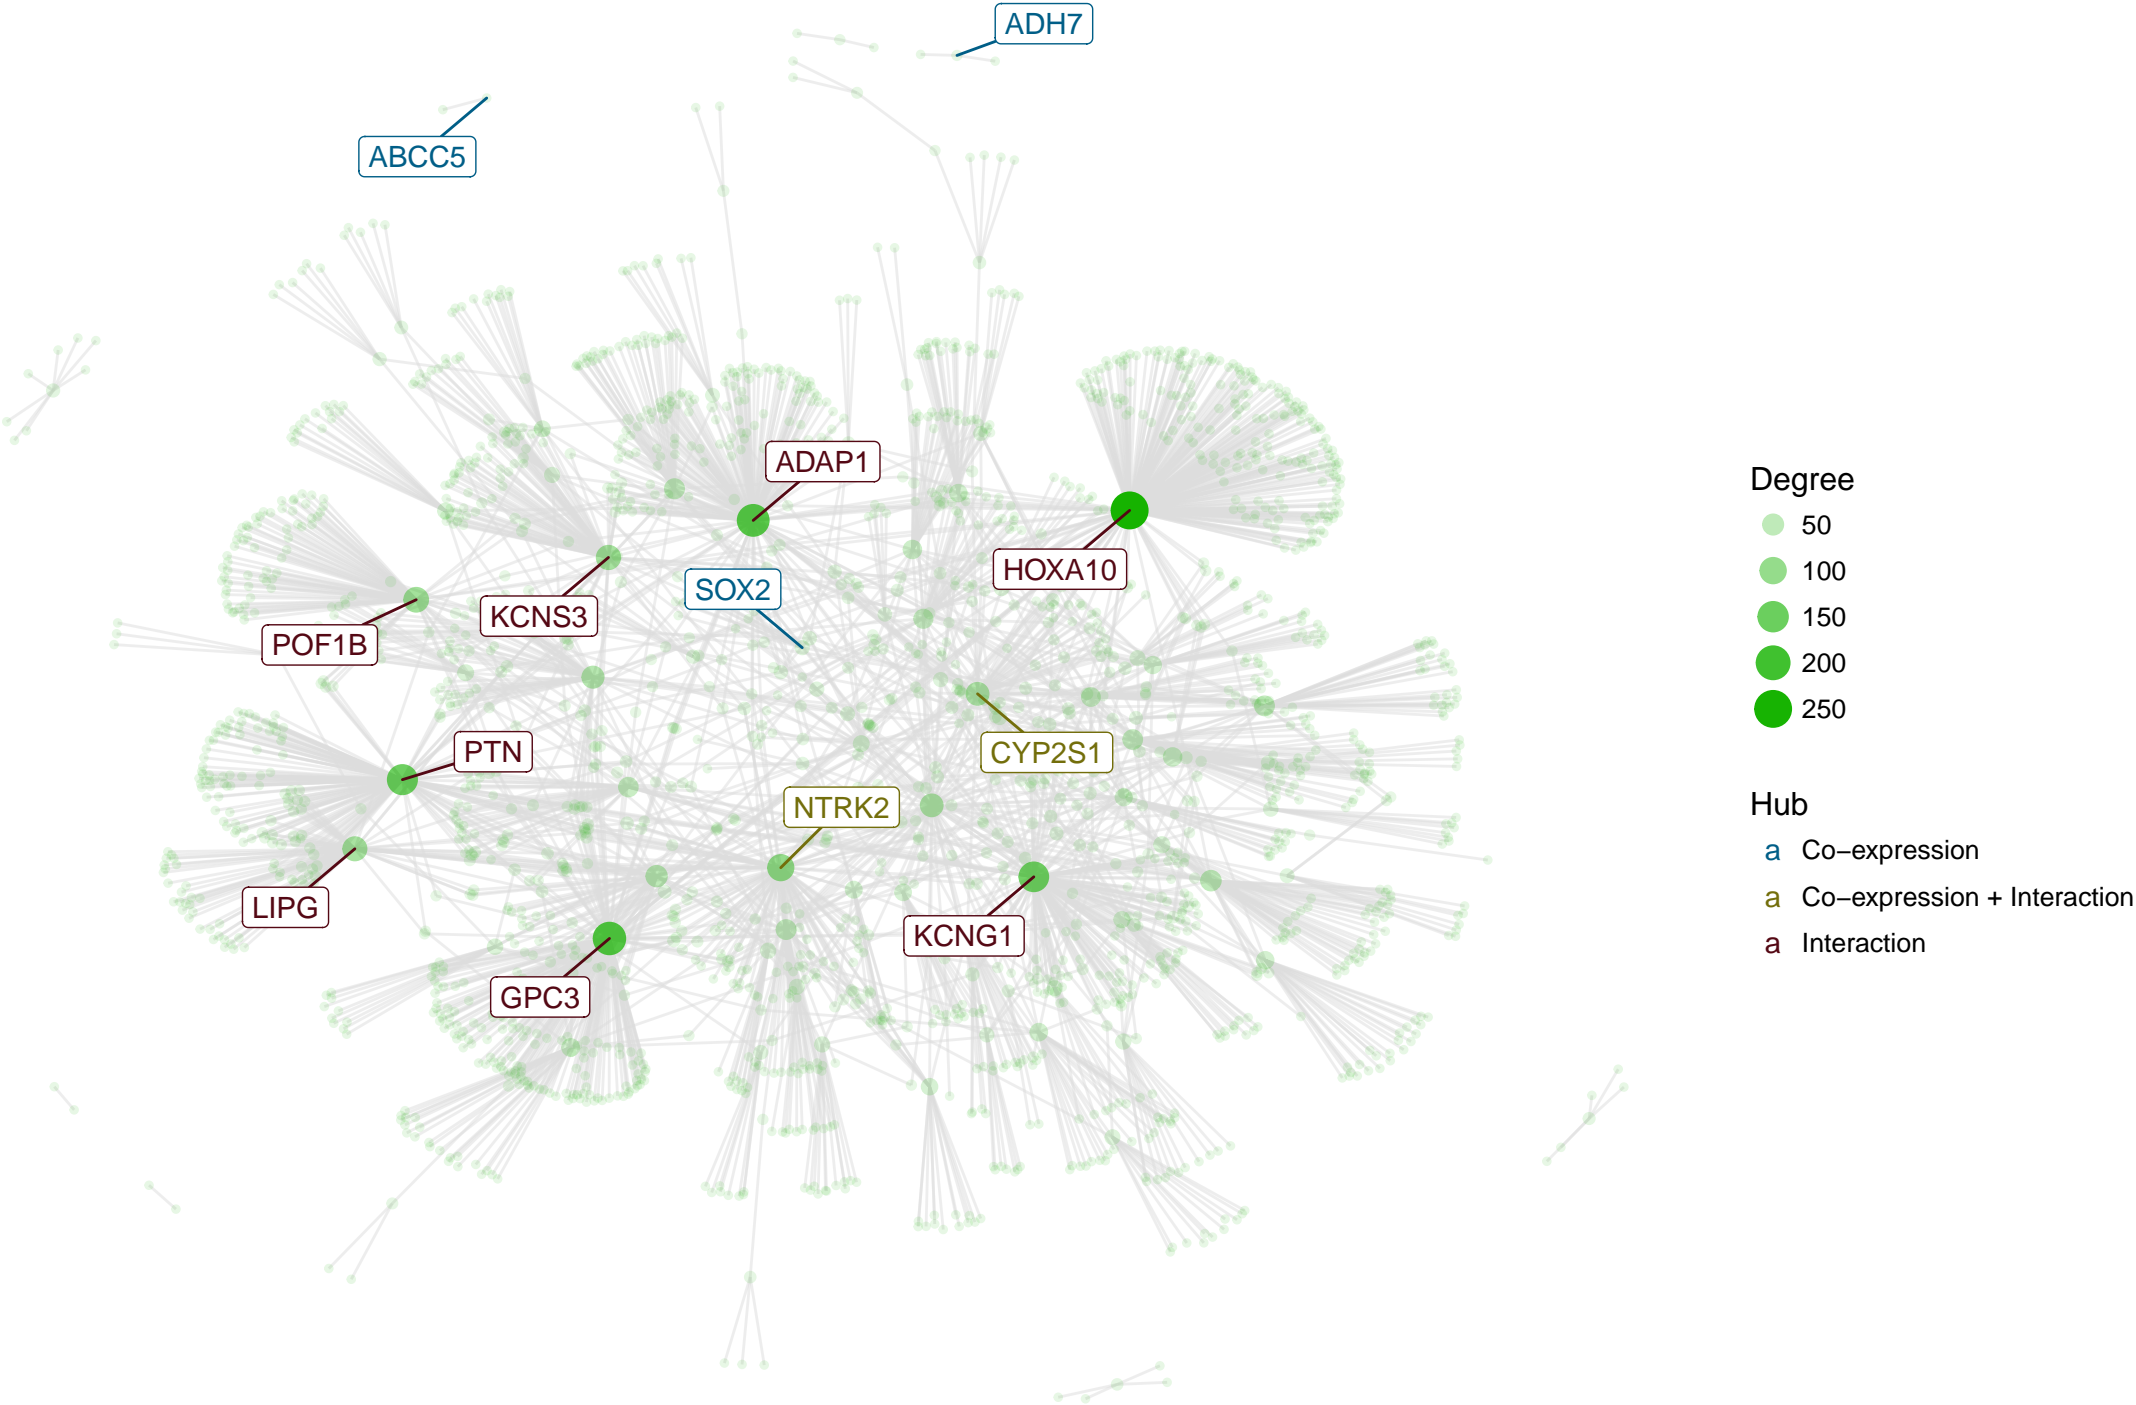 ADH7
ABCC5
ADAP1
HOXA10
SOX2
KCNS3
POF1B
PTN
CYP2S1
NTRK2
LIPG
KCNG1
GPC3
Degree
50
100
150
200
250
Hub
a Co−expression
a Co−expression + Interaction
a Interaction